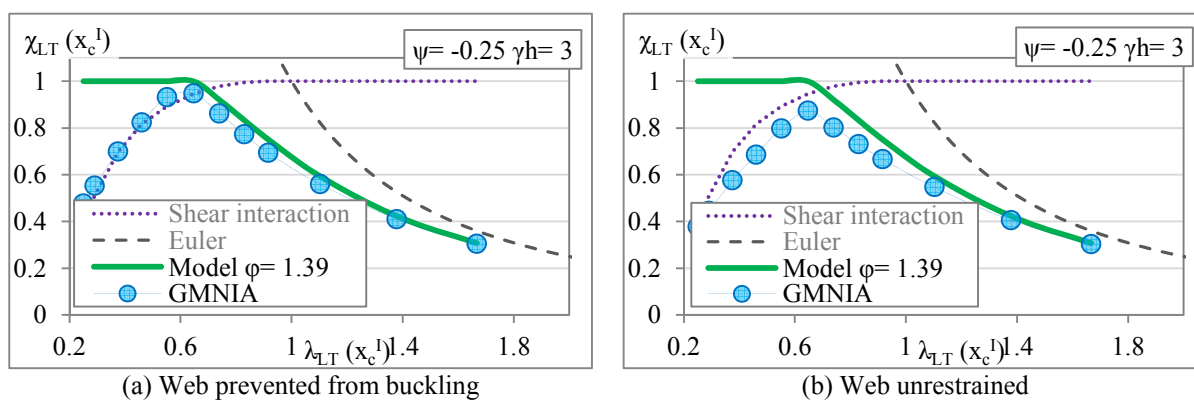 χLT (xcI)
ψ= -0.25 γh= 3
1
0.8
0.6
0.4
0.2
0
Shear interaction
Euler
Model φ= 1.39
GMNIA
0.2 0.6 1 1.4 1.8
λLT (xcI)
(a) Web prevented from buckling
χLT (xcI)
ψ= -0.25 γh= 3
1
0.8
0.6
0.4
0.2
0
Shear interaction
Euler
Model φ= 1.39
GMNIA
0.2 0.6 1 1.4 1.8
λLT (xcI)
(b) Web unrestrained